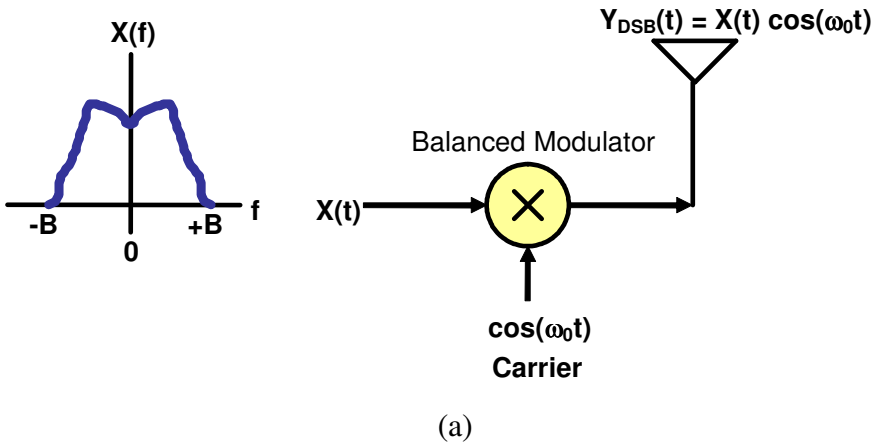 X(f)
-B
0
+B
f
Y_DSB(t) = X(t) cos(ω₀t)
Balanced Modulator
X(t)
×
cos(ω₀t)
Carrier
(a)